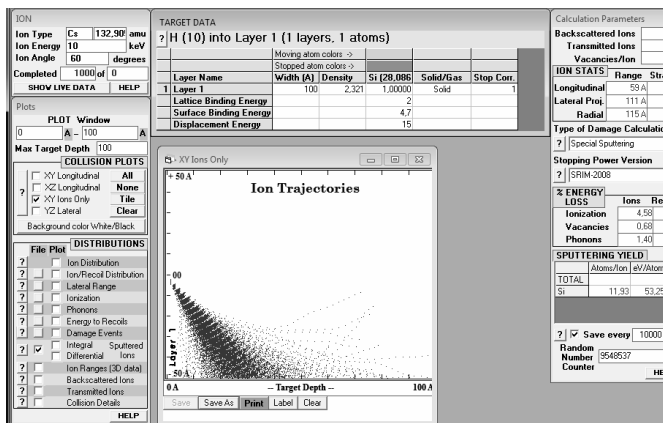 ION
Ion Type Cs 132,90 amu
Ion Energy 10 keV
Ion Angle 60 degrees
Completed 1000 of 0
SHOW LIVE DATA HELP
Plots
PLOT Window
0 A - 100 A
Max Target Depth 100
COLLISION PLOTS
? XY Longitudinal All
XZ Longitudinal None
XY Ions Only Tile
YZ Lateral Clear
Background color White/Black
DISTRIBUTIONS
File Plot
? Ion Distribution
? Ion/Recoil Distribution
? Lateral Range
? Ionization
? Phonons
? Energy to Recoils
? Damage Events
? Integral Sputtered
Differential Ions
? Ion Ranges (3D data)
? Backscattered Ions
? Transmitted Ions
? Collision Details
HELP
TARGET DATA
? H (10) into Layer 1 (1 layers, 1 atoms)
Moving atom colors ->
Stopped atom colors ->
Layer Name Width (A) Density Si (28,086 Solid/Gas Stop Corr.
1 Layer 1 100 2,321 1,00000 Solid 1
Lattice Binding Energy 2
Surface Binding Energy 4,7
Displacement Energy 15
XY Ions Only
+ 50 A
Ion Trajectories
00
Layer 1
- 50 A
0 A -- Target Depth -- 100 A
Save Save As Print Label Clear
Calculation Parameters
Backscattered Ions
Transmitted Ions
Vacancies/Ion
ION STATS Range Stra
Longitudinal 59 A
Lateral Proj. 111 A
Radial 115 A
Type of Damage Calculatio
? Special Sputtering
Stopping Power Version
? SRIM-2008
% ENERGY LOSS Ions Re
Ionization 4,58
Vacancies 0,68
Phonons 1,40
SPUTTERING YIELD
Atoms/Ion eV/Atom
TOTAL
Si 11,93 53,25
? Save every 10000
Random
Number 9548537
Counter
HE